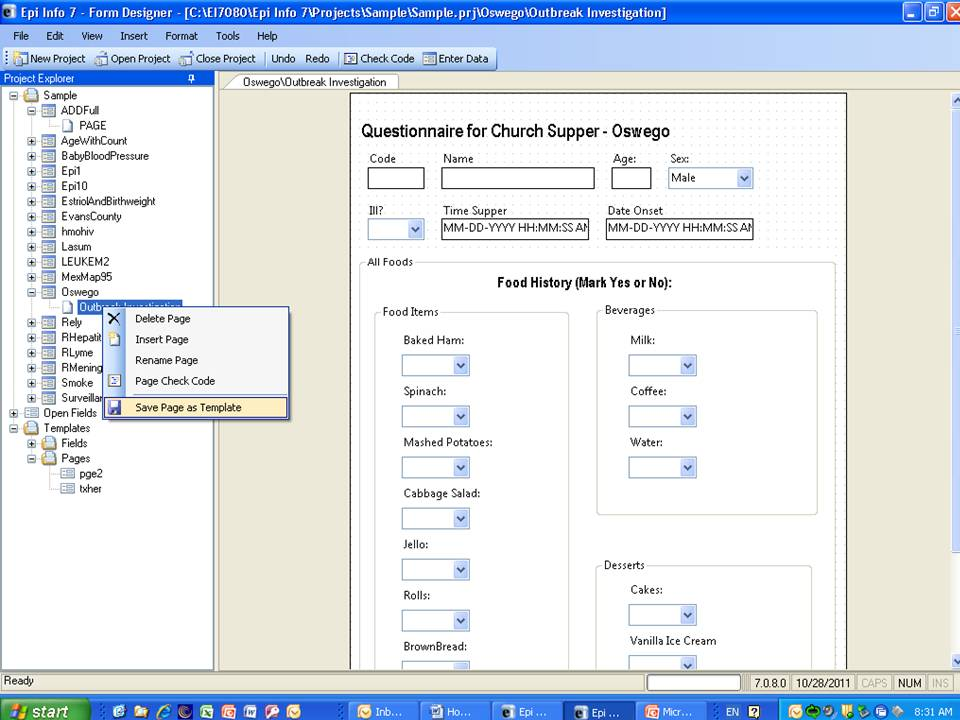 Epi Info 7 - Form Designer - [C:\EI7080\Epi Info 7\Projects\Sample\Sample.prj\Oswego\Outbreak Investigation]
File Edit View Insert Format Tools Help
New Project Open Project Close Project Undo Redo Check Code Enter Data
Project Explorer
Sample
ADDFull
PAGE
AgeWithCount
BabyBloodPressure
Epi1
Epi10
EstriolAndBirthweight
EvansCounty
hmohiv
Lasum
LEUKEM2
MexMap95
Oswego
Outbreak Investigation
Rely
RHepatit
RLyme
RMening
Smoke
Surveillan
Open Fields
Templates
Fields
Pages
pge2
txher
Delete Page
Insert Page
Rename Page
Page Check Code
Save Page as Template
Oswego\Outbreak Investigation
Questionnaire for Church Supper - Oswego
Code Name Age: Sex:
Male
Ill? Time Supper Date Onset
MM-DD-YYYY HH:MM:SS AM MM-DD-YYYY HH:MM:SS AM
All Foods
Food History (Mark Yes or No):
Food Items
Baked Ham:
Spinach:
Mashed Potatoes:
Cabbage Salad:
Jello:
Rolls:
BrownBread:
Beverages
Milk:
Coffee:
Water:
Desserts
Cakes:
Vanilla Ice Cream
Ready 7.0.8.0 10/28/2011 CAPS NUM INS
start Inb... Ho... Epi ... Epi ... Micr... EN 8:31 AM